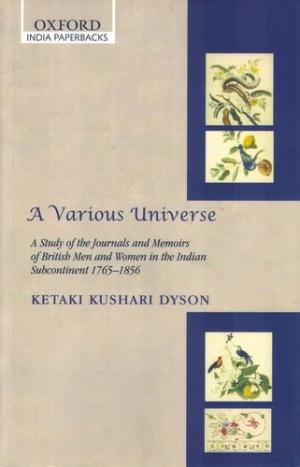 OXFORD
INDIA PAPERBACKS
A Various Universe
A Study of the Journals and Memoirs
of British Men and Women in the Indian
Subcontinent 1765–1856
KETAKI KUSHARI DYSON